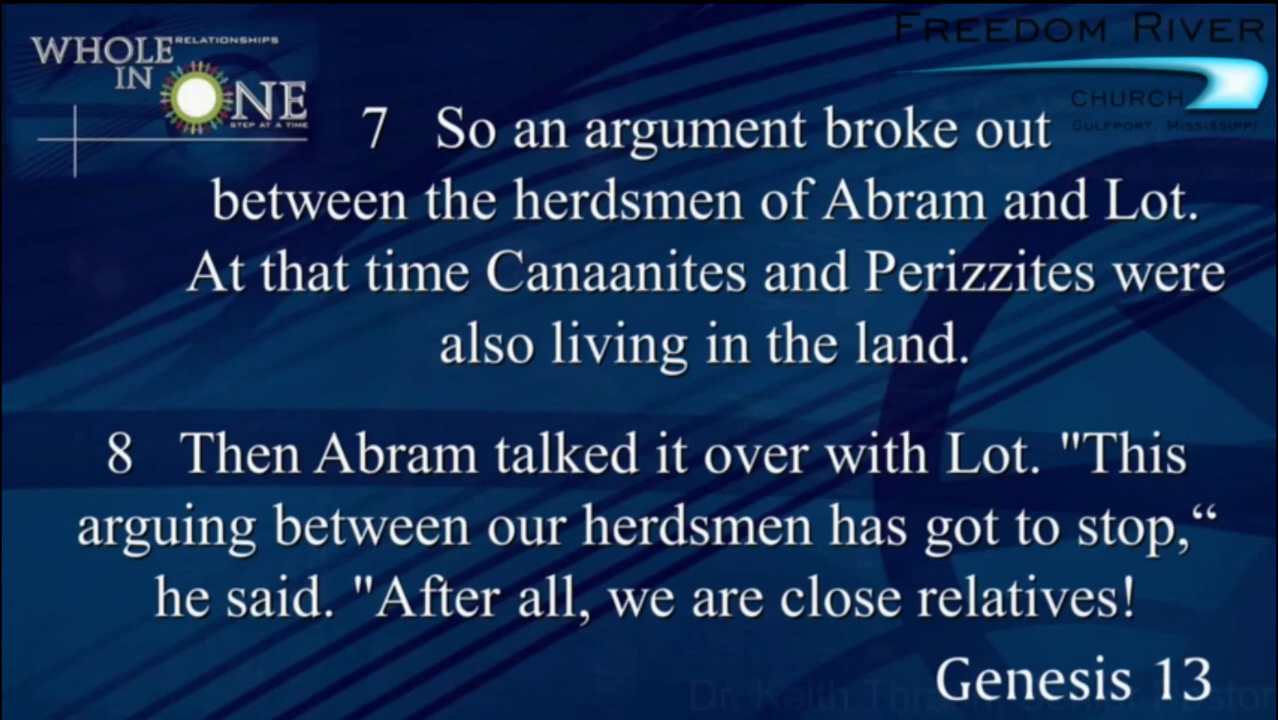 WHOLE RELATIONSHIPS
IN ONE
STEP AT A TIME
FREEDOM RIVER
CHURCH
GULFPORT, MISSISSIPPI
7 So an argument broke out
between the herdsmen of Abram and Lot.
At that time Canaanites and Perizzites were
also living in the land.
8 Then Abram talked it over with Lot. "This
arguing between our herdsmen has got to stop,“
he said. "After all, we are close relatives!
Genesis 13
Dr. Keith